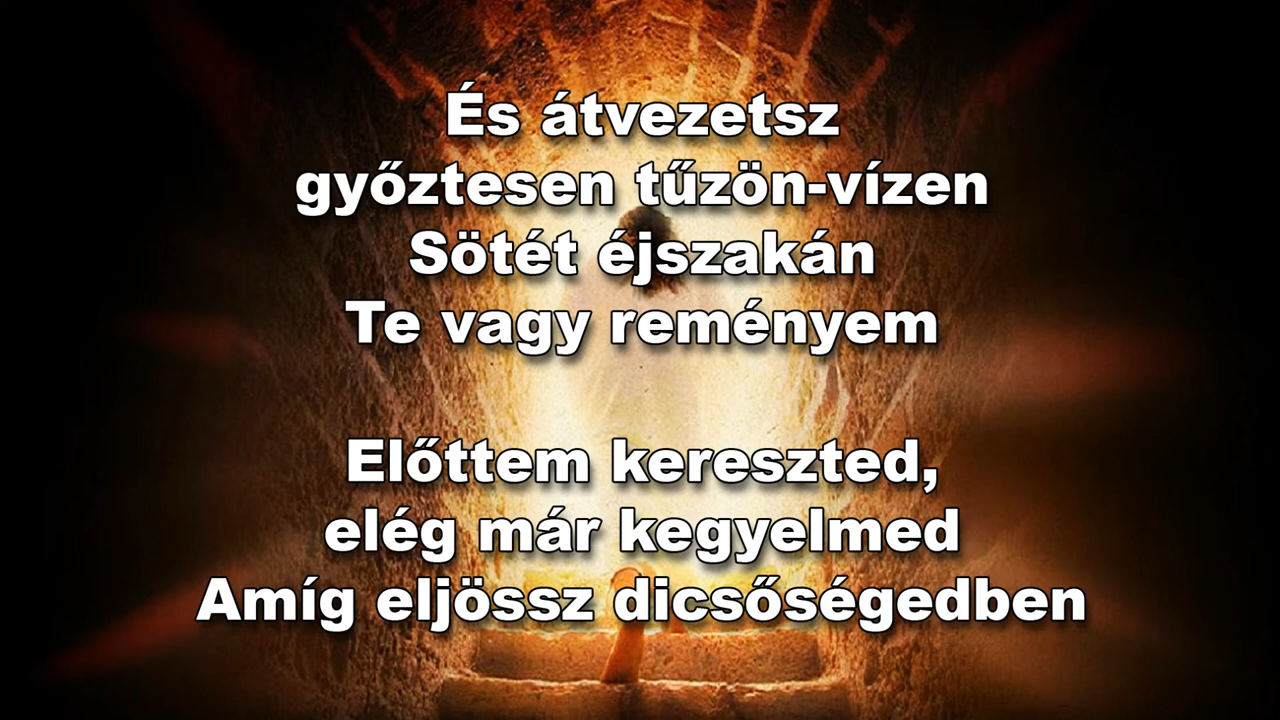 És átvezetsz
győztesen tűzön-vízen
Sötét éjszakán
Te vagy reményem
Előttem kereszted,
elég már kegyelmed
Amíg eljössz dicsőségedben